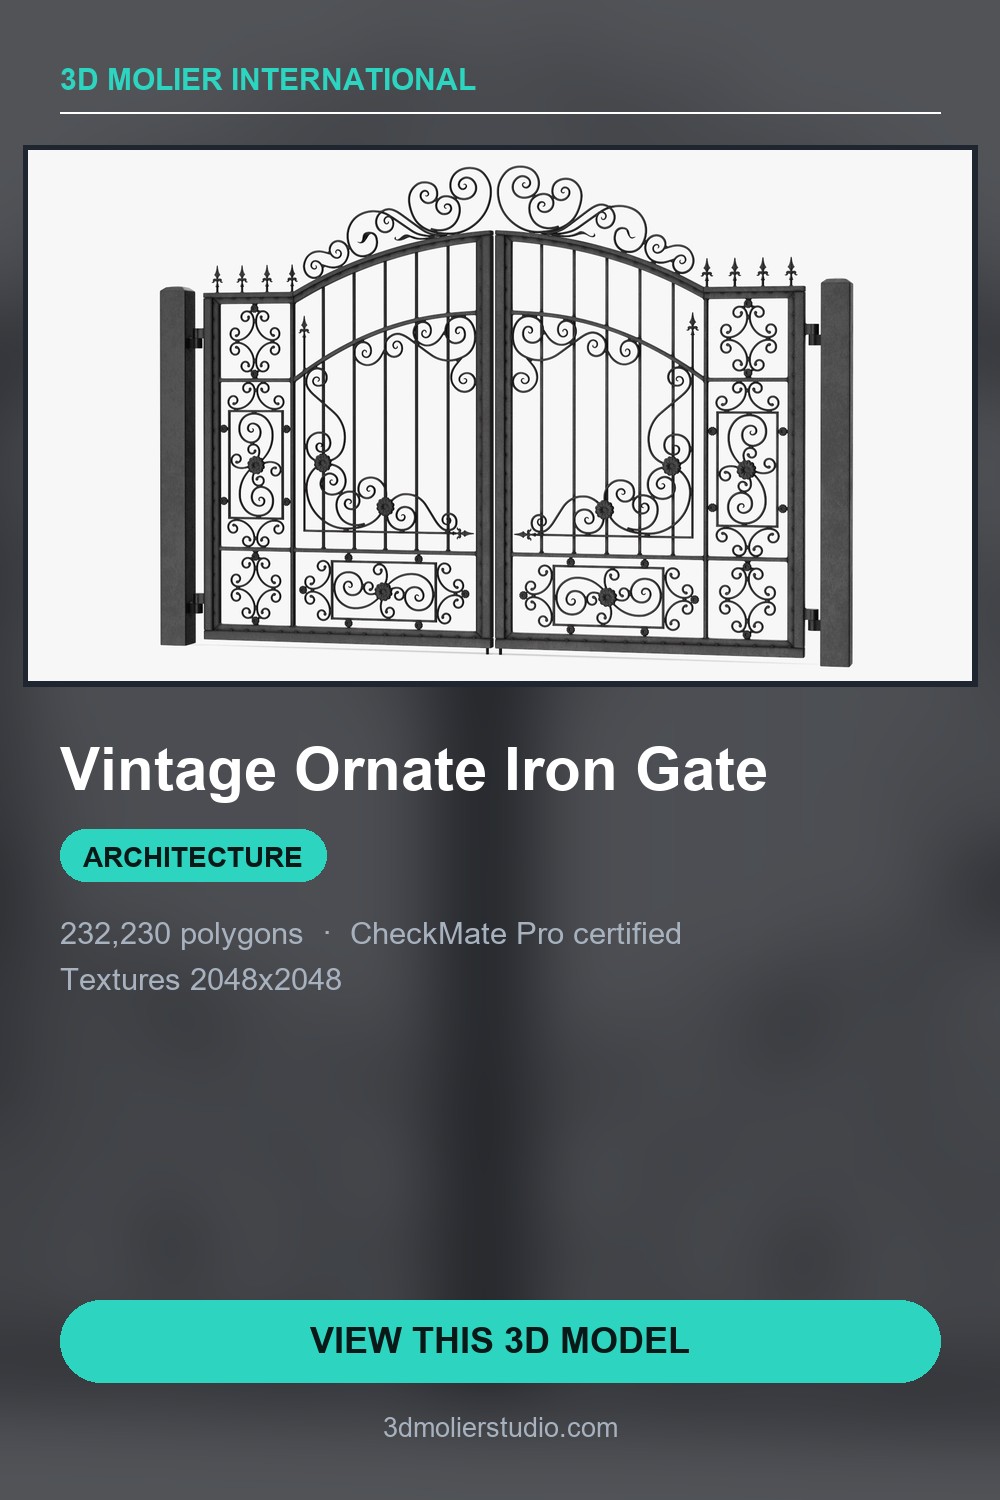 3D MOLIER INTERNATIONAL
Vintage Ornate Iron Gate
ARCHITECTURE
232,230 polygons · CheckMate Pro certified
Textures 2048x2048
VIEW THIS 3D MODEL
3dmolierstudio.com